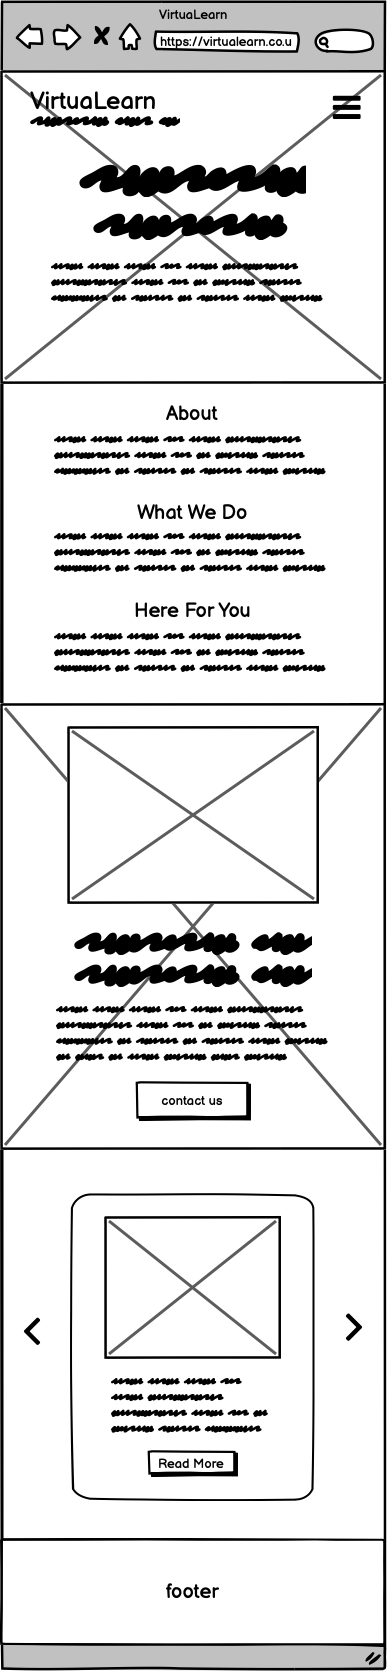 VirtuaLearn
https://virtualearn.co.u
VirtuaLearn
About
What We Do
Here For You
contact us
Read More
footer